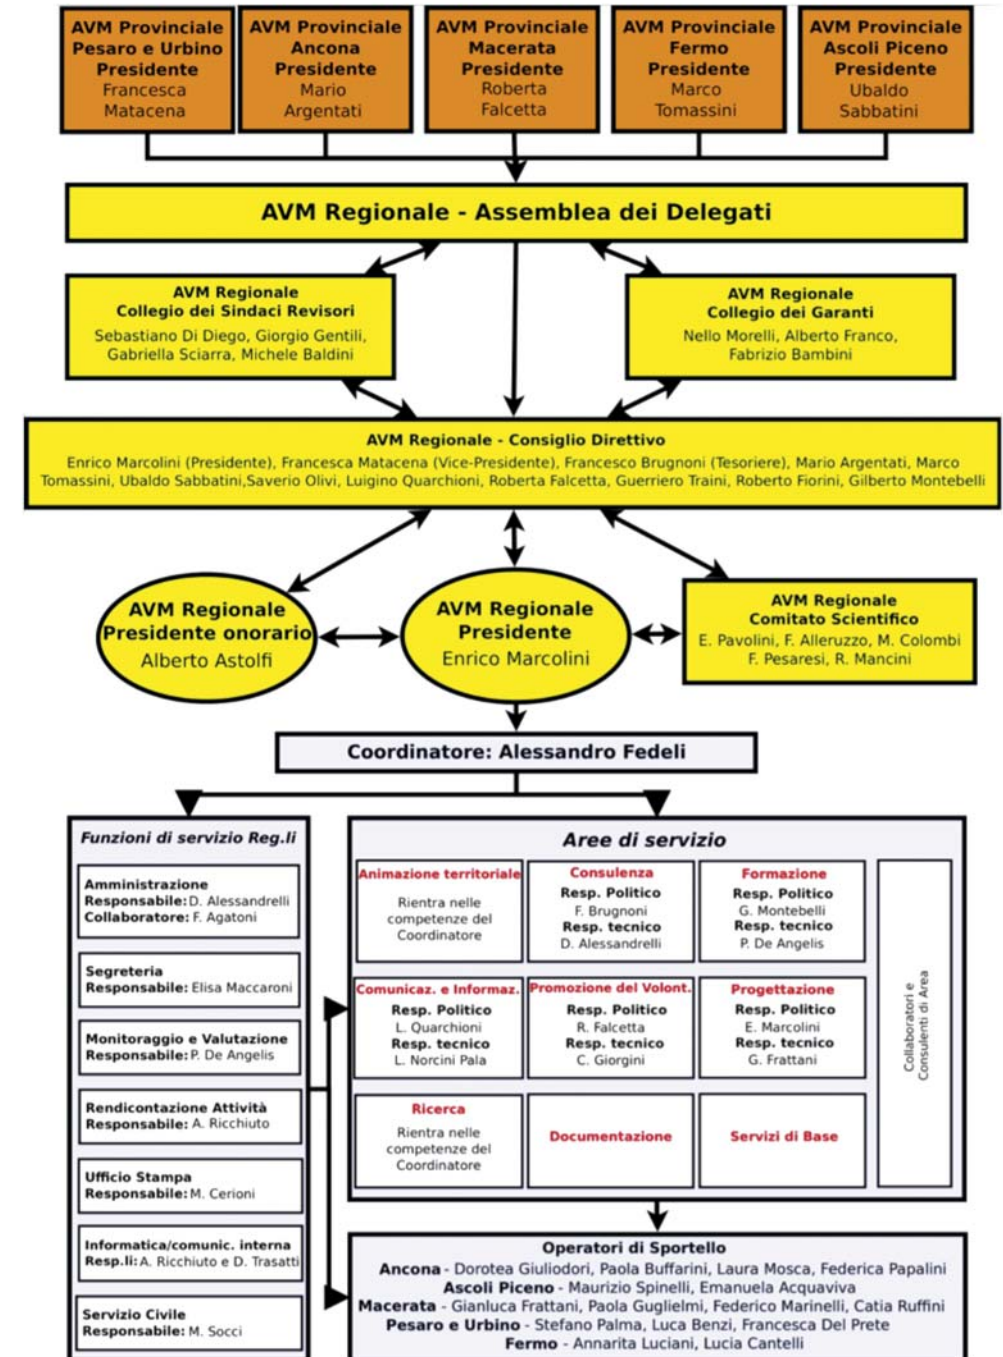 AVM Provinciale
Pesaro e Urbino
Presidente
Francesca
Matacena
AVM Provinciale
Ancona
Presidente
Mario
Argentati
AVM Provinciale
Macerata
Presidente
Roberta
Falcetta
AVM Provinciale
Fermo
Presidente
Marco
Tomassini
AVM Provinciale
Ascoli Piceno
Presidente
Ubaldo
Sabbatini
AVM Regionale - Assemblea dei Delegati
AVM Regionale
Collegio dei Sindaci Revisori
Sebastiano Di Diego, Giorgio Gentili,
Gabriella Sciarra, Michele Baldini
AVM Regionale
Collegio dei Garanti
Nello Morelli, Alberto Franco,
Fabrizio Bambini
AVM Regionale - Consiglio Direttivo
Enrico Marcolini (Presidente), Francesca Matacena (Vice-Presidente), Francesco Brugnoni (Tesoriere), Mario Argentati, Marco
Tomassini, Ubaldo Sabbatini,Saverio Olivi, Luigino Quarchioni, Roberta Falcetta, Guerriero Traini, Roberto Fiorini, Gilberto Montebelli
AVM Regionale
Presidente onorario
Alberto Astolfi
AVM Regionale
Presidente
Enrico Marcolini
AVM Regionale
Comitato Scientifico
E. Pavolini, F. Alleruzzo, M. Colombi
F. Pesaresi, R. Mancini
Coordinatore: Alessandro Fedeli
Funzioni di servizio Reg.li
Amministrazione
Responsabile: D. Alessandrelli
Collaboratore: F. Agatoni
Segreteria
Responsabile: Elisa Maccaroni
Monitoraggio e Valutazione
Responsabile: P. De Angelis
Rendicontazione Attività
Responsabile: A. Ricchiuto
Ufficio Stampa
Responsabile: M. Cerioni
Informatica/comunic. interna
Resp.li: A. Ricchiuto e D. Trasatti
Servizio Civile
Responsabile: M. Socci
Aree di servizio
Animazione territoriale
Rientra nelle
competenze del
Coordinatore
Consulenza
Resp. Politico
F. Brugnoni
Resp. tecnico
D. Alessandrelli
Formazione
Resp. Politico
G. Montebelli
Resp. tecnico
P. De Angelis
Comunicaz. e Informaz.
Resp. Politico
L. Quarchioni
Resp. tecnico
L. Norcini Pala
Promozione del Volont.
Resp. Politico
R. Falcetta
Resp. tecnico
C. Giorgini
Progettazione
Resp. Politico
E. Marcolini
Resp. tecnico
G. Frattani
Ricerca
Rientra nelle
competenze del
Coordinatore
Documentazione
Servizi di Base
Collaboratori e
Consulenti di Area
Operatori di Sportello
Ancona - Dorotea Giuliodori, Paola Buffarini, Laura Mosca, Federica Papalini
Ascoli Piceno - Maurizio Spinelli, Emanuela Acquaviva
Macerata - Gianluca Frattani, Paola Guglielmi, Federico Marinelli, Catia Ruffini
Pesaro e Urbino - Stefano Palma, Luca Benzi, Francesca Del Prete
Fermo - Annarita Luciani, Lucia Cantelli